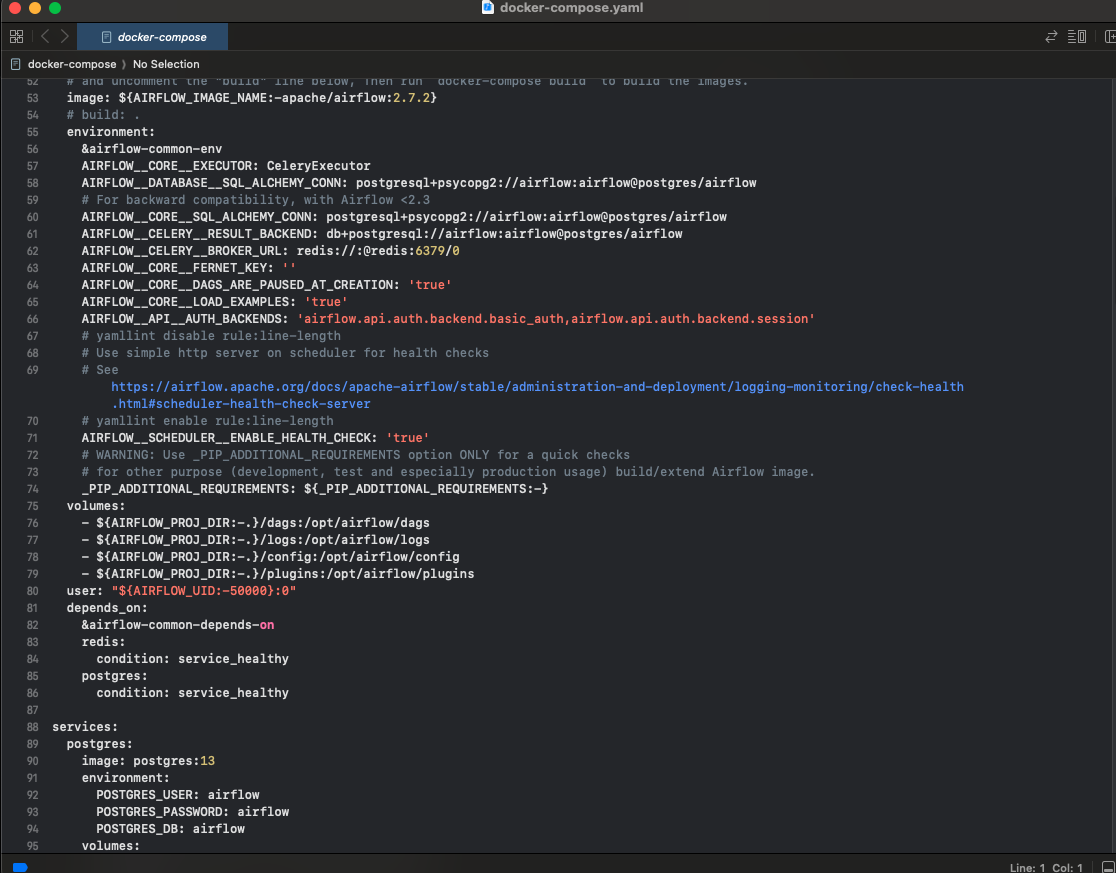 docker-compose.yaml
docker-compose
docker-compose 〉 No Selection
52 # and uncomment the "build" line below, Then run `docker-compose build` to build the images.
53 image: ${AIRFLOW_IMAGE_NAME:-apache/airflow:2.7.2}
54 # build: .
55 environment:
56 &airflow-common-env
57 AIRFLOW__CORE__EXECUTOR: CeleryExecutor
58 AIRFLOW__DATABASE__SQL_ALCHEMY_CONN: postgresql+psycopg2://airflow:airflow@postgres/airflow
59 # For backward compatibility, with Airflow <2.3
60 AIRFLOW__CORE__SQL_ALCHEMY_CONN: postgresql+psycopg2://airflow:airflow@postgres/airflow
61 AIRFLOW__CELERY__RESULT_BACKEND: db+postgresql://airflow:airflow@postgres/airflow
62 AIRFLOW__CELERY__BROKER_URL: redis://:@redis:6379/0
63 AIRFLOW__CORE__FERNET_KEY: ''
64 AIRFLOW__CORE__DAGS_ARE_PAUSED_AT_CREATION: 'true'
65 AIRFLOW__CORE__LOAD_EXAMPLES: 'true'
66 AIRFLOW__API__AUTH_BACKENDS: 'airflow.api.auth.backend.basic_auth,airflow.api.auth.backend.session'
67 # yamllint disable rule:line-length
68 # Use simple http server on scheduler for health checks
69 # See
https://airflow.apache.org/docs/apache-airflow/stable/administration-and-deployment/logging-monitoring/check-health
.html#scheduler-health-check-server
70 # yamllint enable rule:line-length
71 AIRFLOW__SCHEDULER__ENABLE_HEALTH_CHECK: 'true'
72 # WARNING: Use _PIP_ADDITIONAL_REQUIREMENTS option ONLY for a quick checks
73 # for other purpose (development, test and especially production usage) build/extend Airflow image.
74 _PIP_ADDITIONAL_REQUIREMENTS: ${_PIP_ADDITIONAL_REQUIREMENTS:-}
75 volumes:
76 - ${AIRFLOW_PROJ_DIR:-.}/dags:/opt/airflow/dags
77 - ${AIRFLOW_PROJ_DIR:-.}/logs:/opt/airflow/logs
78 - ${AIRFLOW_PROJ_DIR:-.}/config:/opt/airflow/config
79 - ${AIRFLOW_PROJ_DIR:-.}/plugins:/opt/airflow/plugins
80 user: "${AIRFLOW_UID:-50000}:0"
81 depends_on:
82 &airflow-common-depends-on
83 redis:
84 condition: service_healthy
85 postgres:
86 condition: service_healthy
87
88 services:
89 postgres:
90 image: postgres:13
91 environment:
92 POSTGRES_USER: airflow
93 POSTGRES_PASSWORD: airflow
94 POSTGRES_DB: airflow
95 volumes:
Line: 1 Col: 1